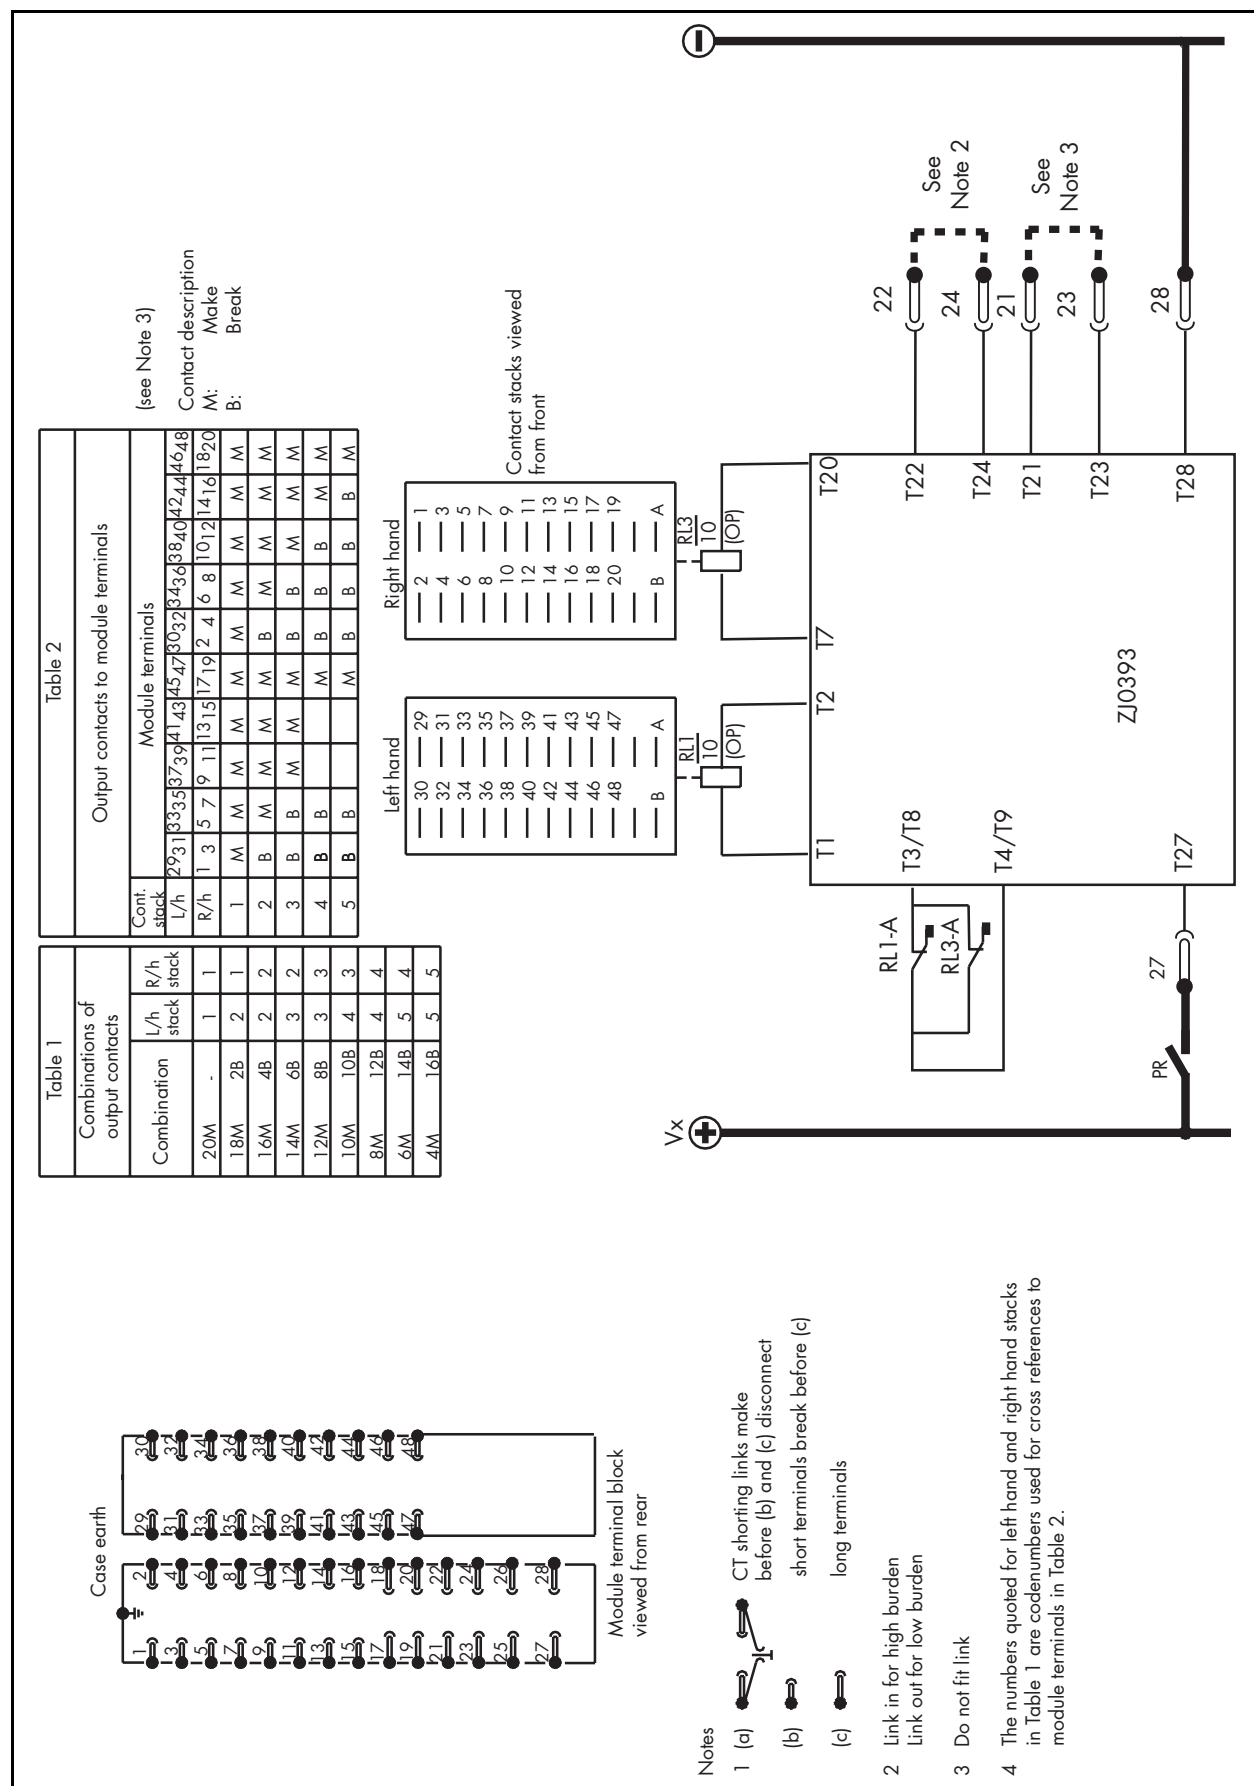 Case earth
1 2 29 30
3 4 31 32
5 6 33 34
7 8 35 36
9 10 37 38
11 12 39 40
13 14 41 42
15 16 43 44
17 18 45 46
19 20 47 48
21 22
23 24
25 26
27 28
Module terminal block
viewed from rear
Table 1
Combinations of
output contacts
Combination L/h stack R/h stack
20M - 1 1
18M 2B 2 1
16M 4B 2 2
14M 6B 3 2
12M 8B 3 3
10M 10B 4 3
8M 12B 4 4
6M 14B 5 4
4M 16B 5 5
Table 2
Output contacts to module terminals
Cont. stack Module terminals
L/h 29 31 33 35 37 39 41 43 45 47 30 32 34 36 38 40 42 44 46 48
R/h 1 3 5 7 9 11 13 15 17 19 2 4 6 8 10 12 14 16 18 20
1 M M M M M M M M M M
2 B M M M M B M M M M
3 B B M M M B B M M M
4 B B M B B B M M
5 B B M B B B B M
(see Note 3)
Contact description
M: Make
B: Break
Left hand
30 29
32 31
34 33
36 35
38 37
40 39
42 41
44 43
46 45
48 47
B A
Right hand
2 1
4 3
6 5
8 7
10 9
12 11
14 13
16 15
18 17
20 19
B A
Contact stacks viewed
from front
RL1
10
(OP)
RL3
10
(OP)
Vx
T1 T2 T7 T20
RL1-A
RL3-A
T3/T8
T4/T9
T27
ZJ0393
T22
T24
T21
T23
T28
PR
27
22
24
21
23
28
See
Note 2
See
Note 3
Notes
1 (a) CT shorting links make
before (b) and (c) disconnect
(b) short terminals break before (c)
(c) long terminals
2 Link in for high burden
Link out for low burden
3 Do not fit link
4 The numbers quoted for left hand and right hand stacks
in Table 1 are codenumbers used for cross references to
module terminals in Table 2.